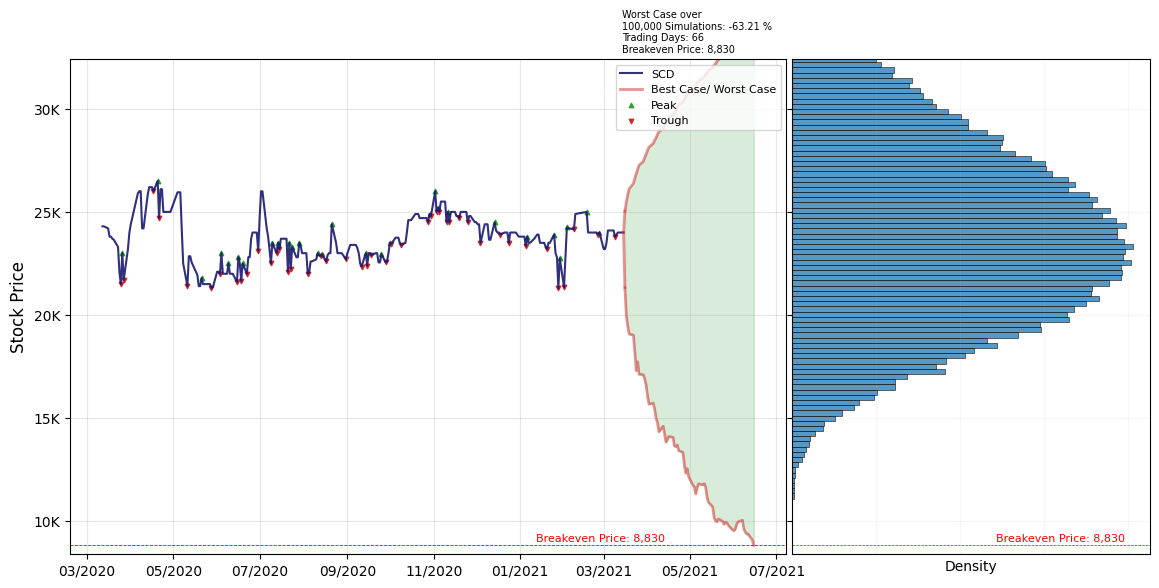 Worst Case over
100,000 Simulations: -63.21 %
Trading Days: 66
Breakeven Price: 8,830
SCD
Best Case/ Worst Case
Peak
Trough
Stock Price
30K
25K
20K
15K
10K
Breakeven Price: 8,830
Breakeven Price: 8,830
03/2020 05/2020 07/2020 09/2020 11/2020 01/2021 03/2021 05/2021 07/2021
Density